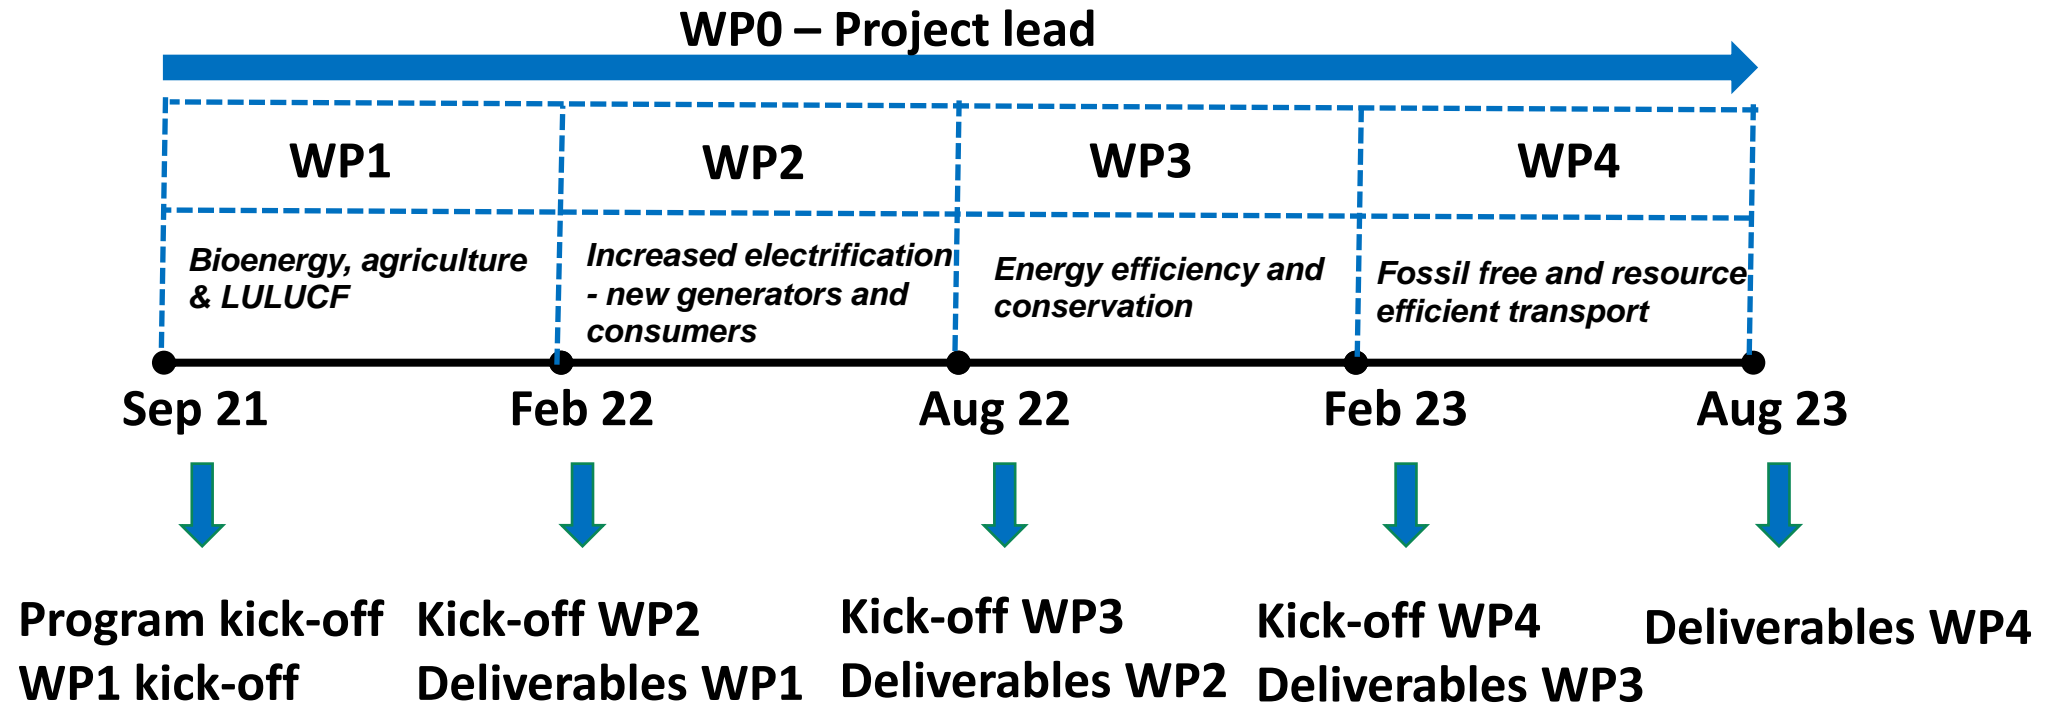 WP0 – Project lead
WP1
WP2
WP3
WP4
Bioenergy, agriculture
& LULUCF
Increased electrification
- new generators and
consumers
Energy efficiency and
conservation
Fossil free and resource
efficient transport
Sep 21
Feb 22
Aug 22
Feb 23
Aug 23
Program kick-off
WP1 kick-off
Kick-off WP2
Deliverables WP1
Kick-off WP3
Deliverables WP2
Kick-off WP4
Deliverables WP3
Deliverables WP4